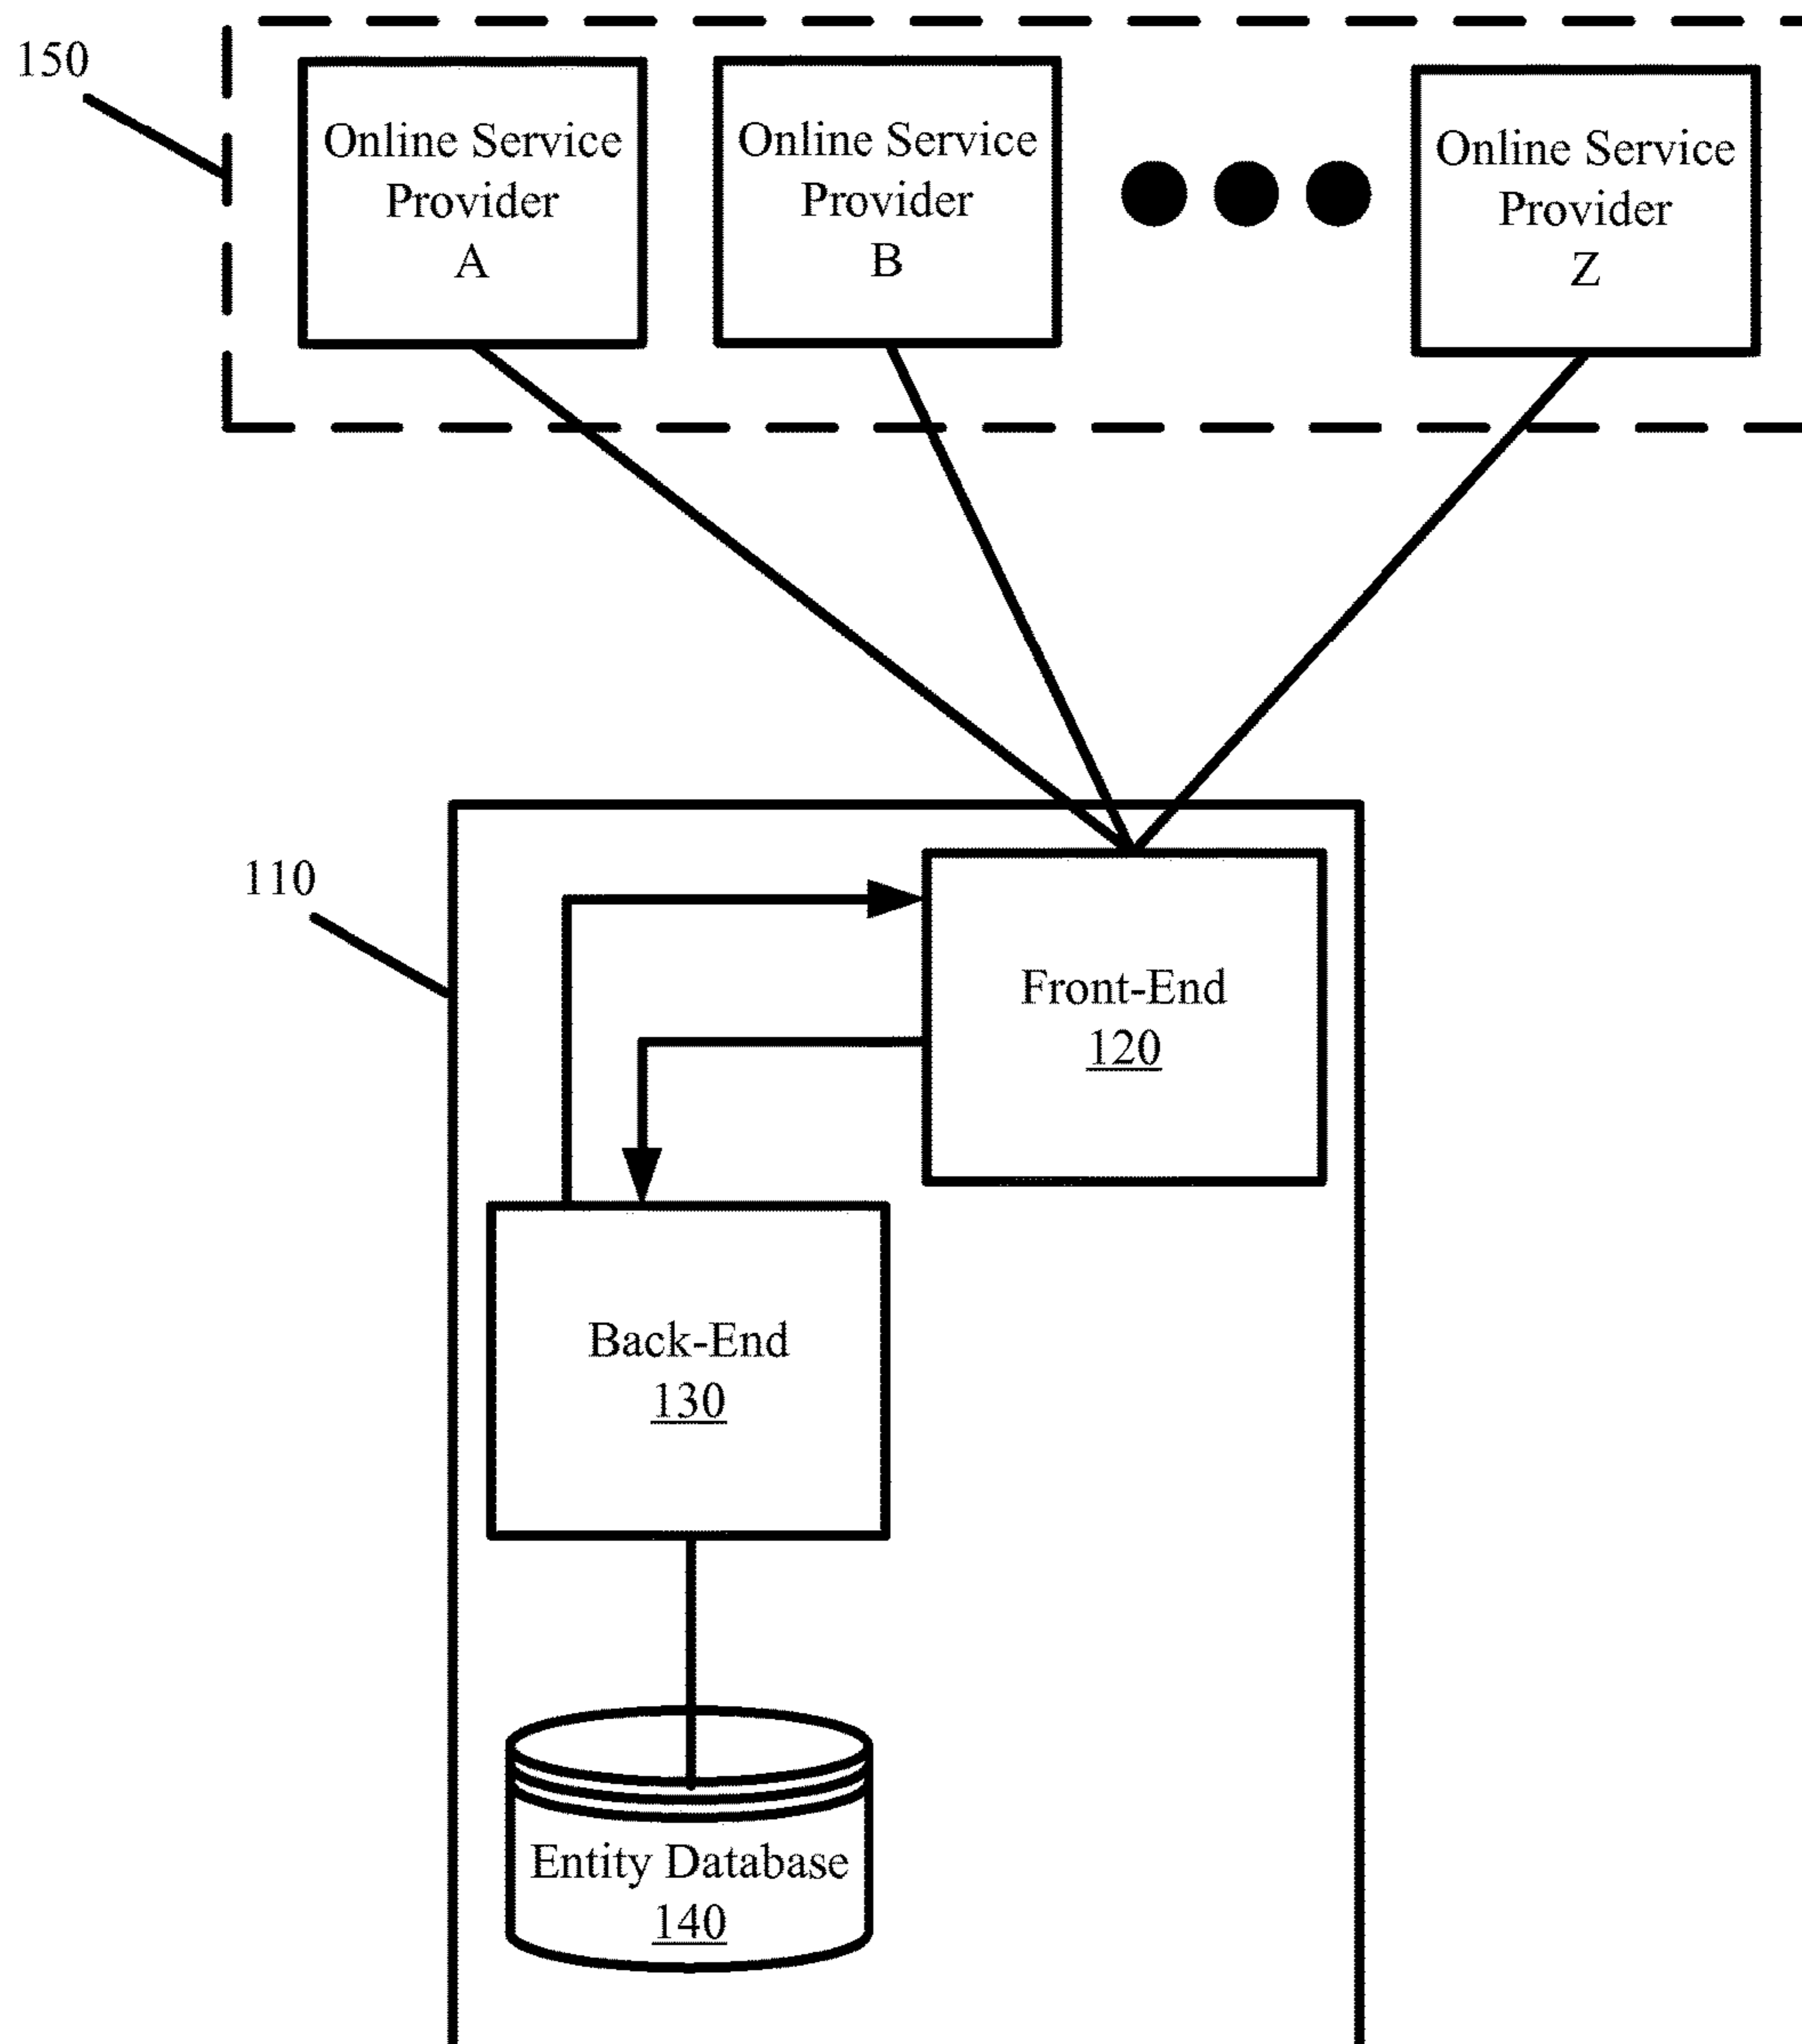 150
Online Service
Provider
A
Online Service
Provider
B
Online Service
Provider
Z
110
Front-End
120
Back-End
130
Entity Database
140